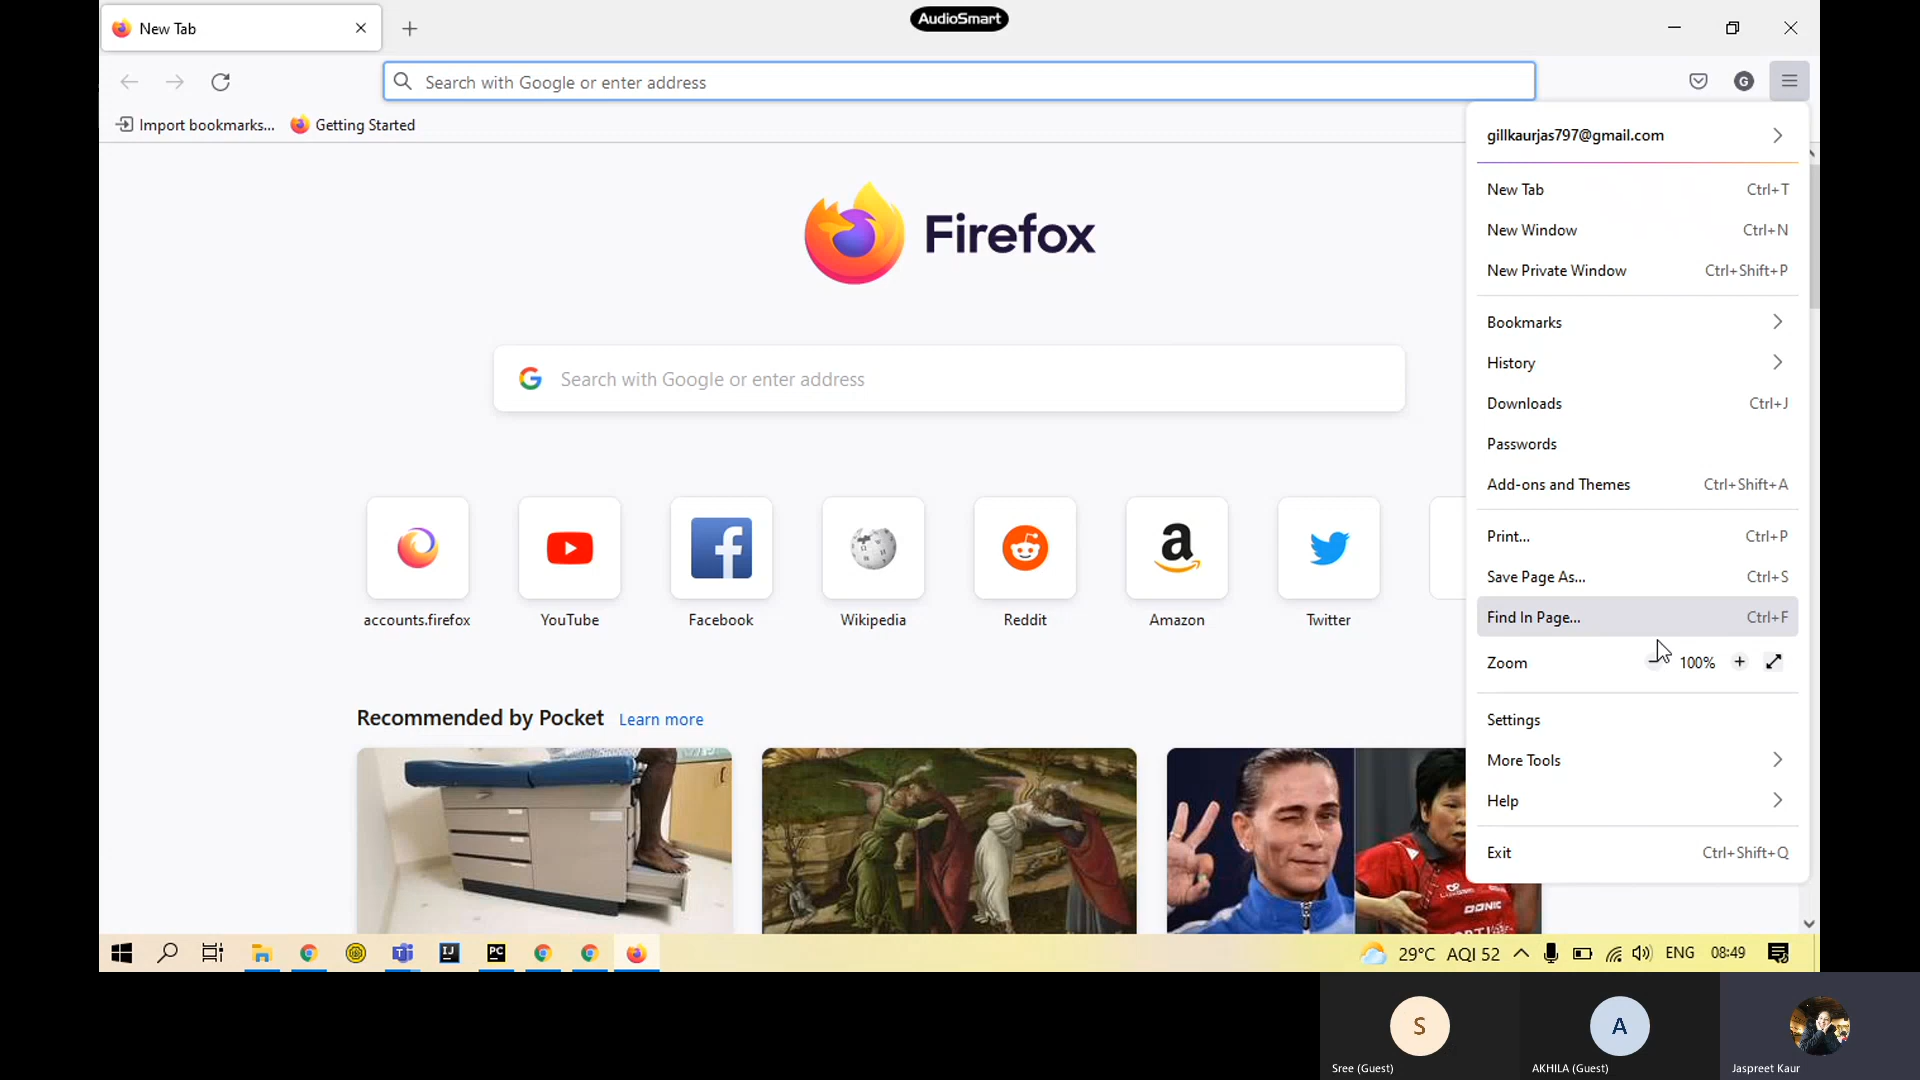 New Tab
AudioSmart
Search with Google or enter address
G
Import bookmarks...
Getting Started
gillkaurjas797@gmail.com
New Tab Ctrl+T
New Window Ctrl+N
New Private Window Ctrl+Shift+P
Bookmarks
History
Downloads Ctrl+J
Passwords
Add-ons and Themes Ctrl+Shift+A
Print... Ctrl+P
Save Page As... Ctrl+S
Find In Page... Ctrl+F
Zoom 100%
Settings
More Tools
Help
Exit Ctrl+Shift+Q
Firefox
Search with Google or enter address
accounts.firefox
YouTube
Facebook
Wikipedia
Reddit
Amazon
Twitter
Recommended by Pocket Learn more
DONIC
29°C AQI 52 ENG 08:49
S
A
Sree (Guest)
AKHILA (Guest)
Jaspreet Kaur